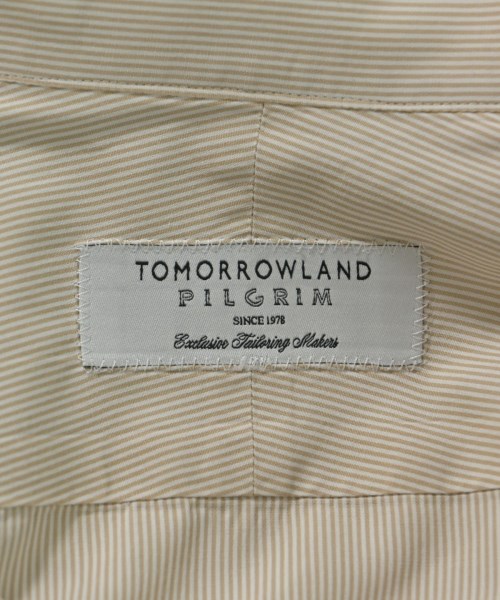 TOMORROWLAND
PILGRIM
SINCE 1978
Exclusive Tailoring Makers